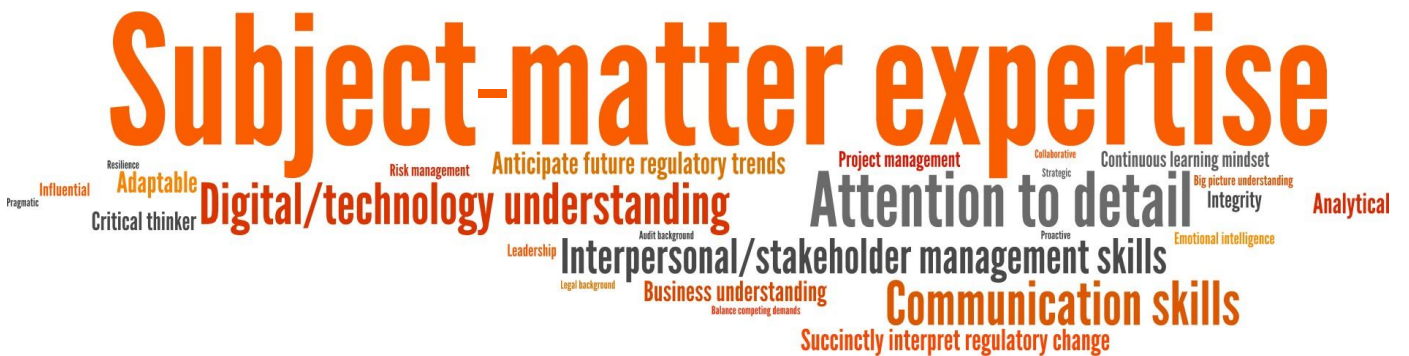 Subject-matter expertise
Resilience
Risk management
Anticipate future regulatory trends
Project management
Collaborative
Continuous learning mindset
Strategic
Pragmatic
Influential
Adaptable
Digital/technology understanding
Attention to detail
Big picture understanding
Integrity
Analytical
Critical thinker
Audit background
Proactive
Emotional intelligence
Leadership
Interpersonal/stakeholder management skills
Legal background
Business understanding
Communication skills
Balance competing demands
Succinctly interpret regulatory change